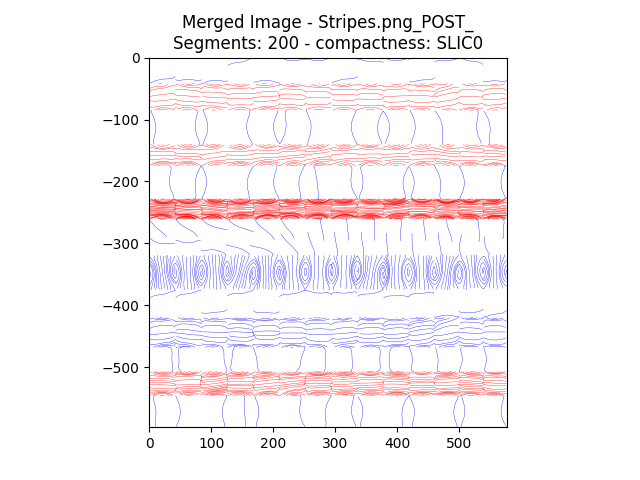 Merged Image - Stripes.png_POST_
Segments: 200 - compactness: SLIC0
0
−100
−200
−300
−400
−500
0 100 200 300 400 500